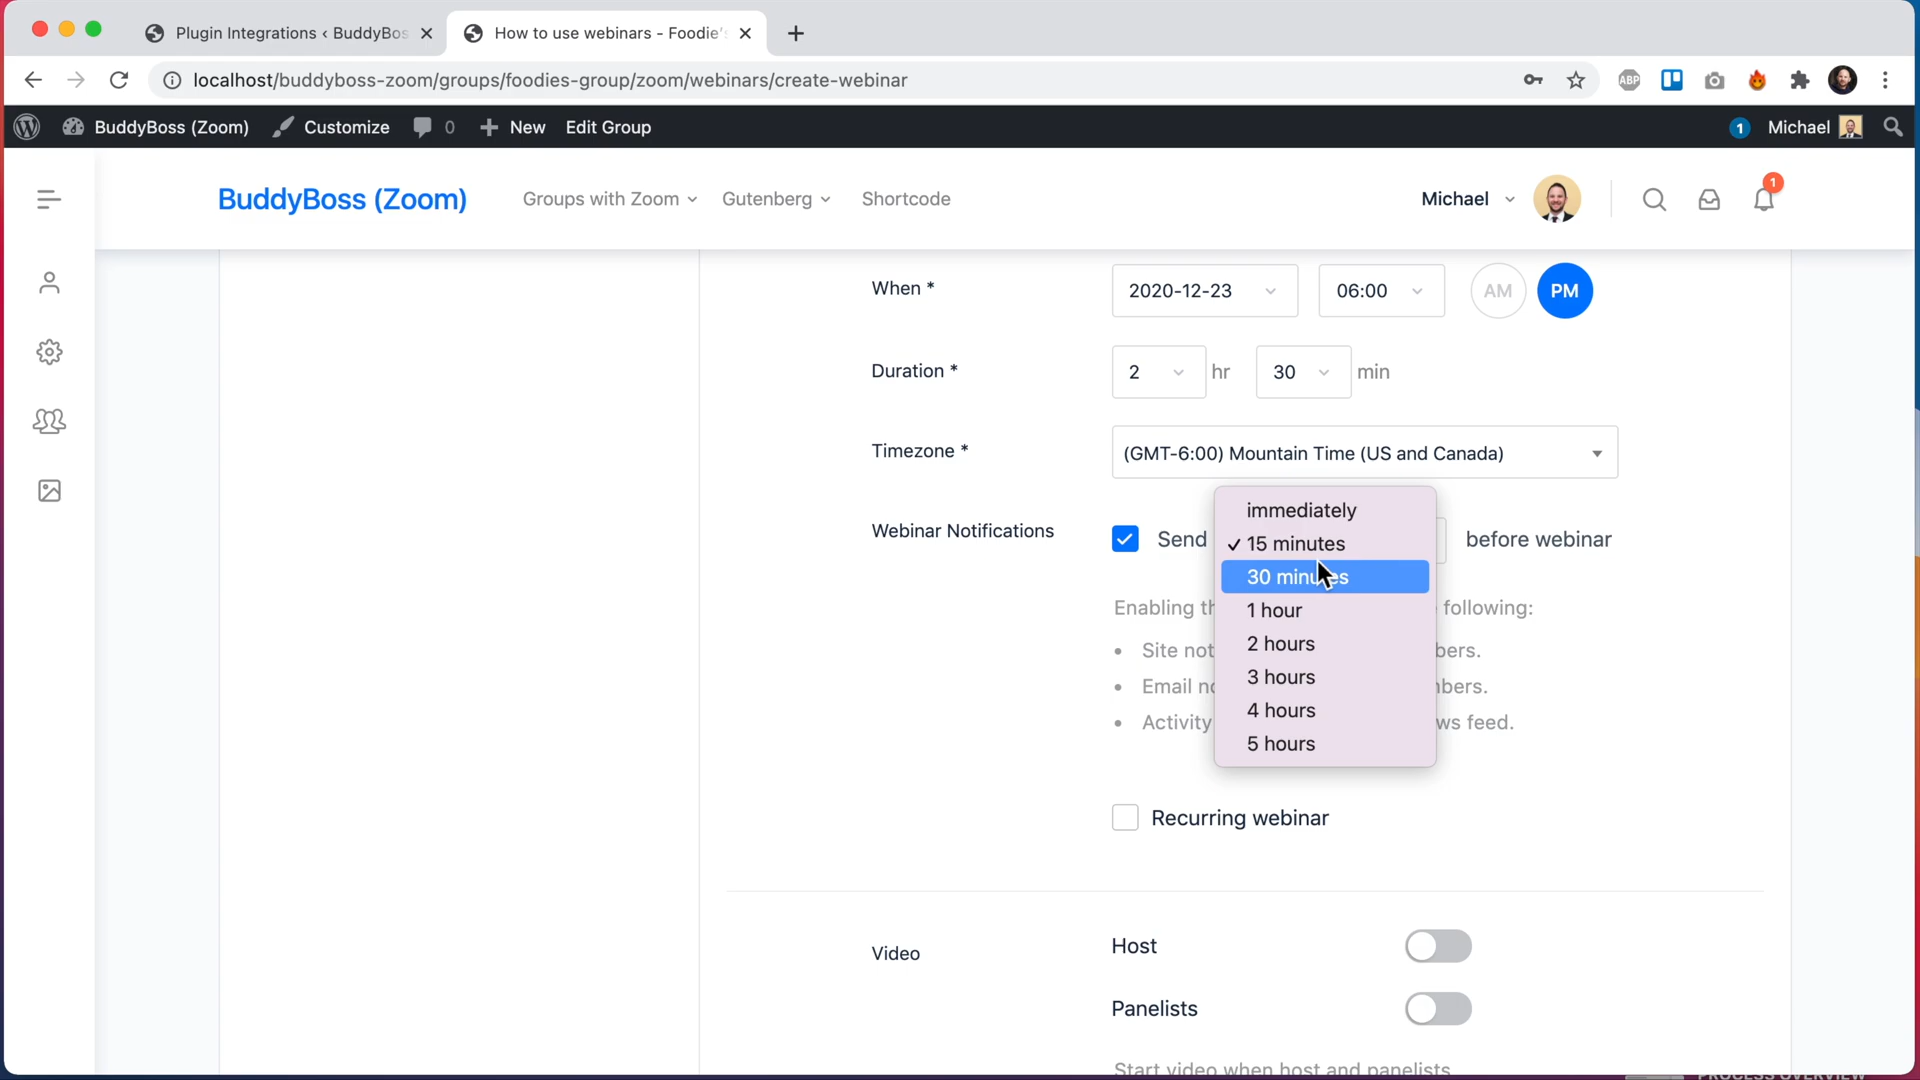 Plugin Integrations ‹ BuddyBos
How to use webinars - Foodie's
localhost/buddyboss-zoom/groups/foodies-group/zoom/webinars/create-webinar
ABP
BuddyBoss (Zoom)
Customize
0
New
Edit Group
1
Michael
BuddyBoss (Zoom)
Groups with Zoom
Gutenberg
Shortcode
Michael
1
When *
2020-12-23
06:00
AM
PM
Duration *
2
hr
30
min
Timezone *
(GMT-6:00) Mountain Time (US and Canada)
Webinar Notifications
Send
before webinar
immediately
15 minutes
30 minutes
1 hour
2 hours
3 hours
4 hours
5 hours
Enabling
following:
Site
Email
Activity
feed.
Recurring webinar
Video
Host
Panelists
Start video when host and panelists
PROCESS OVERVIEW